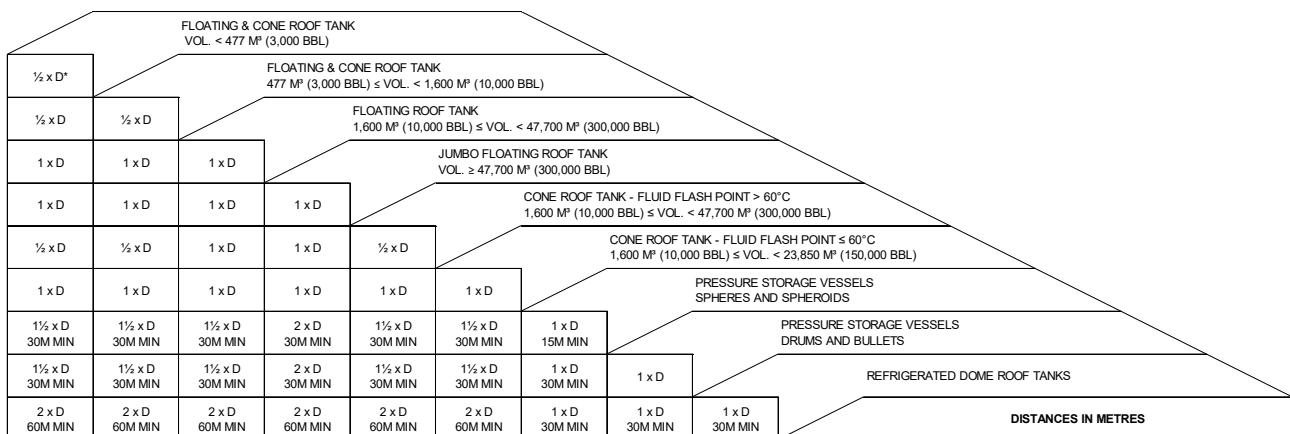 FLOATING & CONE ROOF TANK
VOL. < 477 M³ (3,000 BBL)
½ x D*
FLOATING & CONE ROOF TANK
477 M³ (3,000 BBL) ≤ VOL. < 1,600 M³ (10,000 BBL)
½ x D ½ x D
FLOATING ROOF TANK
1,600 M³ (10,000 BBL) ≤ VOL. < 47,700 M³ (300,000 BBL)
1 x D 1 x D 1 x D
JUMBO FLOATING ROOF TANK
VOL. ≥ 47,700 M³ (300,000 BBL)
1 x D 1 x D 1 x D 1 x D
CONE ROOF TANK - FLUID FLASH POINT > 60°C
1,600 M³ (10,000 BBL) ≤ VOL. < 47,700 M³ (300,000 BBL)
½ x D ½ x D 1 x D 1 x D ½ x D
CONE ROOF TANK - FLUID FLASH POINT ≤ 60°C
1,600 M³ (10,000 BBL) ≤ VOL. < 23,850 M³ (150,000 BBL)
1 x D 1 x D 1 x D 1 x D 1 x D 1 x D
PRESSURE STORAGE VESSELS
SPHERES AND SPHEROIDS
1½ x D 1½ x D 1½ x D 2 x D 1½ x D 1½ x D 1 x D
30M MIN 30M MIN 30M MIN 30M MIN 30M MIN 30M MIN 15M MIN
PRESSURE STORAGE VESSELS
DRUMS AND BULLETS
1½ x D 1½ x D 1½ x D 2 x D 1½ x D 1½ x D 1 x D 1 x D
30M MIN 30M MIN 30M MIN 30M MIN 30M MIN 30M MIN 30M MIN
REFRIGERATED DOME ROOF TANKS
2 x D 2 x D 2 x D 2 x D 2 x D 2 x D 1 x D 1 x D 1 x D
60M MIN 60M MIN 60M MIN 60M MIN 60M MIN 60M MIN 30M MIN 30M MIN 30M MIN
DISTANCES IN METRES